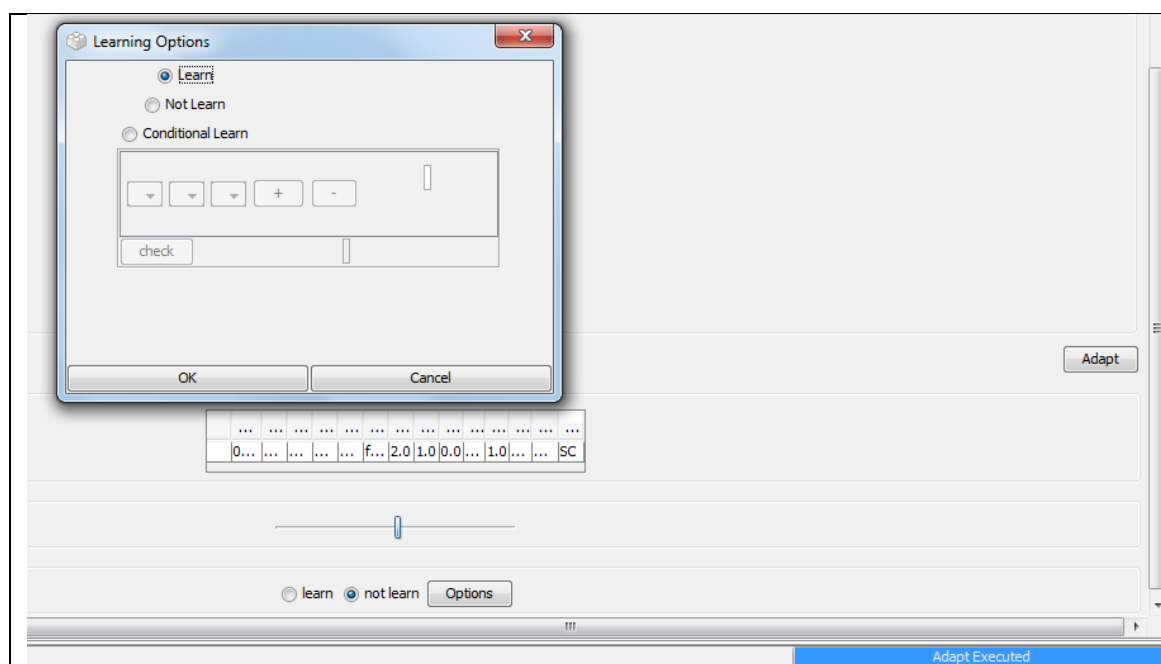 Learning Options
Learn
Not Learn
Conditional Learn
+ -
check
OK Cancel
Adapt
... ... ... ... ... ... ... ... ... ... ... ... ... ...
0... ... ... ... ... f... 2.0 1.0 0.0 ... 1.0 ... ... SC
learn not learn Options
Adapt Executed